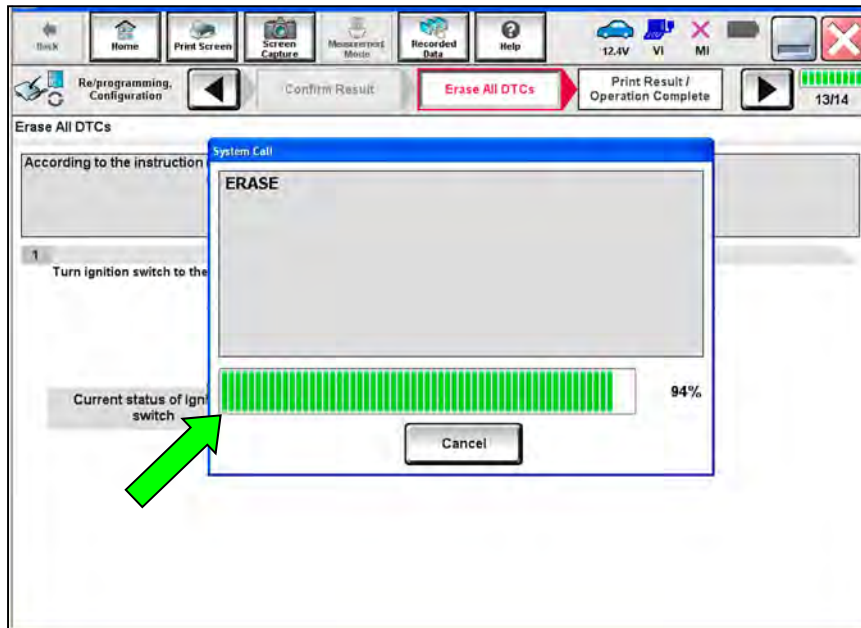 Back
Home
Print Screen
Screen
Capture
Measurement
Mode
Recorded
Data
Help
12.4V
VI
MI
Re/programming,
Configuration
Confirm Result
Erase All DTCs
Print Result /
Operation Complete
13/14
Erase All DTCs
According to the instruction
System Call
ERASE
1
Turn ignition switch to the
94%
Current status of
switch
Cancel